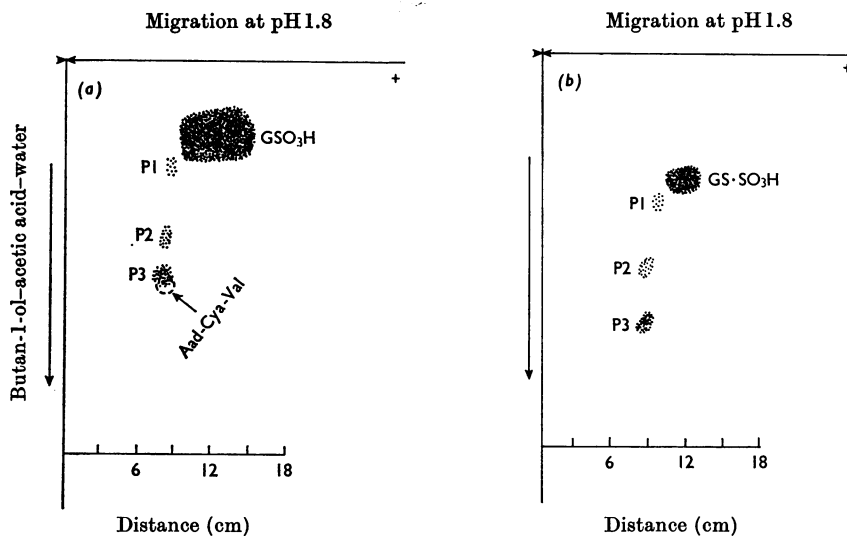 Migration at pH 1.8
+
(a)
GSO₃H
P1
P2
P3
Aad-Cya-Val
Butan-1-ol–acetic acid–water
6 12 18
Distance (cm)
Migration at pH 1.8
+
(b)
GS·SO₃H
P1
P2
P3
6 12 18
Distance (cm)